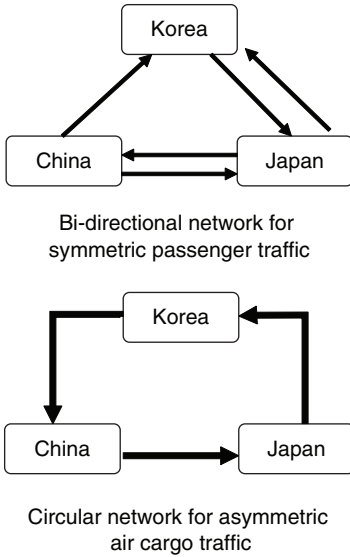 Korea
China
Japan
Bi-directional network for
symmetric passenger traffic
Korea
China
Japan
Circular network for asymmetric
air cargo traffic